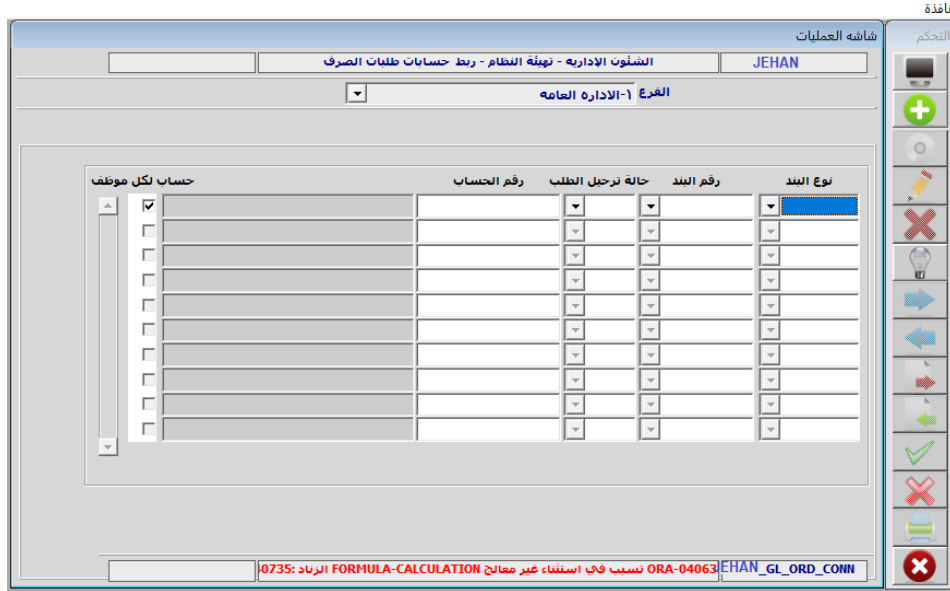 نافذة
التحكم
شاشه العمليات
JEHAN
الشئون الإداريه - تهيئة النظام - ربط حسابات طلبات الصرف
الفرع ١-الاداره العامه
نوع البند رقم البند حالة ترحيل الطلب رقم الحساب حساب لكل موظف
JEHAN_GL_ORD_CONN
ORA-04063 تسبب في استثناء غير معالج FORMULA-CALCULATION الزناد :0735-